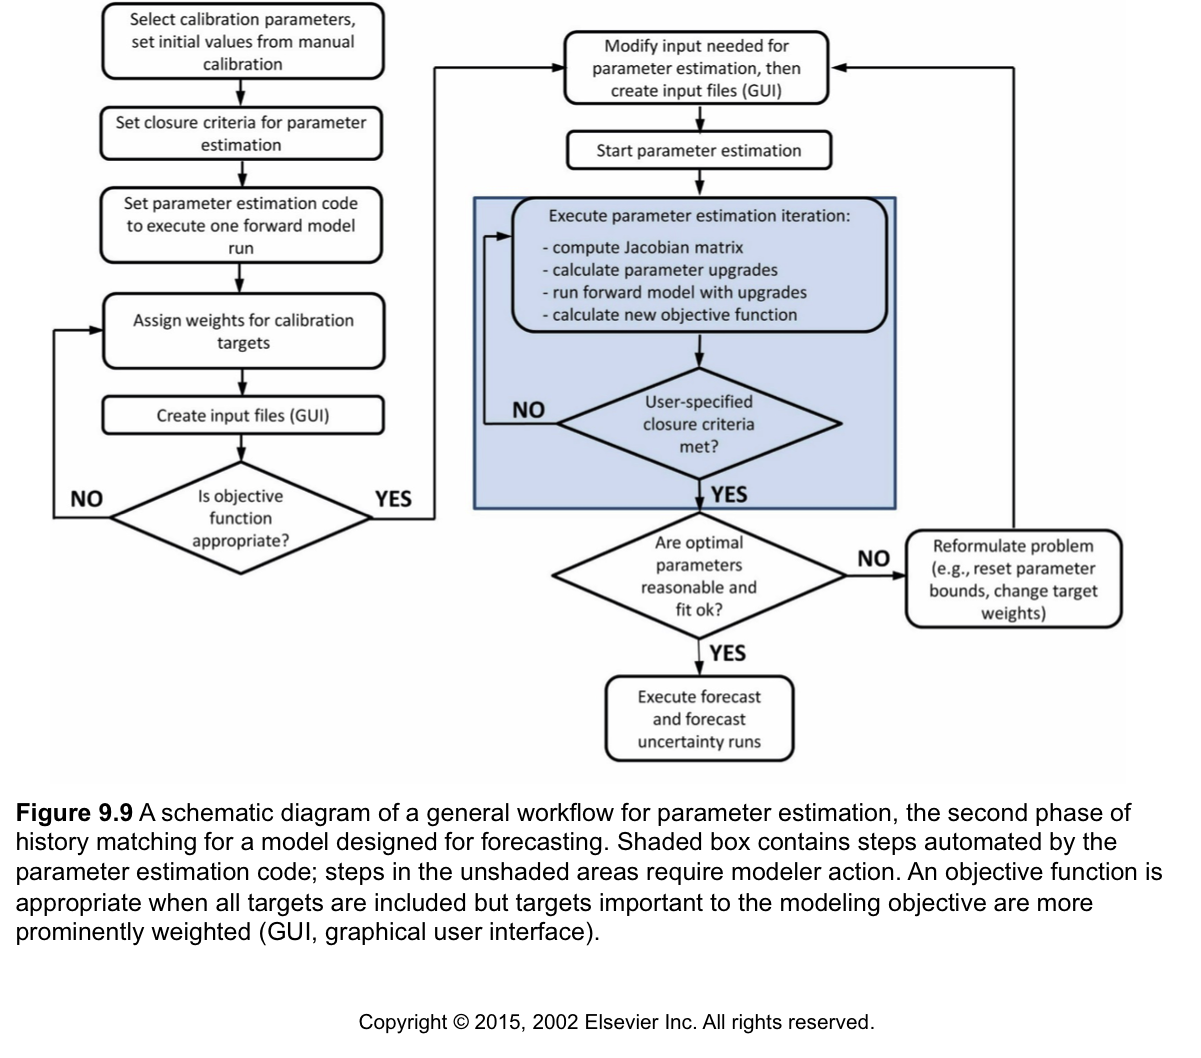 Select calibration parameters,
set initial values from manual
calibration
Set closure criteria for parameter
estimation
Set parameter estimation code
to execute one forward model
run
Assign weights for calibration
targets
Create input files (GUI)
Is objective
function
appropriate?
NO
YES
Modify input needed for
parameter estimation, then
create input files (GUI)
Start parameter estimation
Execute parameter estimation iteration:
- compute Jacobian matrix
- calculate parameter upgrades
- run forward model with upgrades
- calculate new objective function
User-specified
closure criteria
met?
NO
YES
Are optimal
parameters
reasonable and
fit ok?
NO
Reformulate problem
(e.g., reset parameter
bounds, change target
weights)
YES
Execute forecast
and forecast
uncertainty runs
Figure 9.9 A schematic diagram of a general workflow for parameter estimation, the second phase of
history matching for a model designed for forecasting. Shaded box contains steps automated by the
parameter estimation code; steps in the unshaded areas require modeler action. An objective function is
appropriate when all targets are included but targets important to the modeling objective are more
prominently weighted (GUI, graphical user interface).
Copyright © 2015, 2002 Elsevier Inc. All rights reserved.